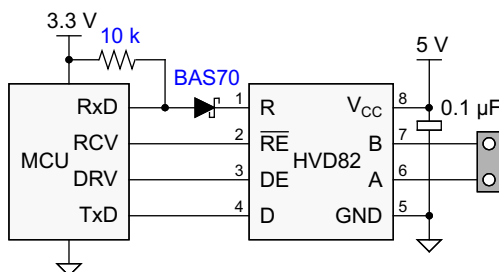 3.3 V
10 k
5 V
BAS70
RxD
1
R
VCC
8
0.1 µF
RCV
2
RE
B
7
MCU
HVD82
DRV
3
DE
A
6
TxD
4
D
GND
5